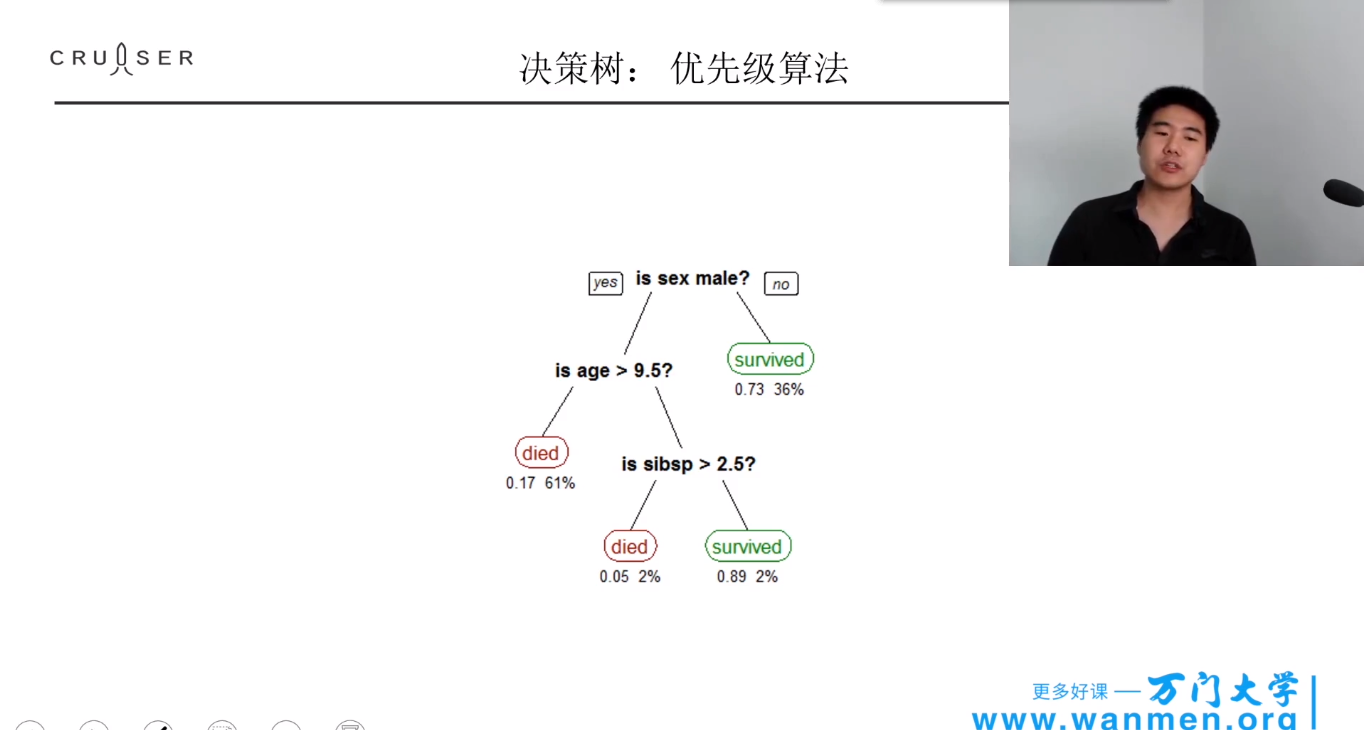 CRUISER
决策树： 优先级算法
yes is sex male? no
survived
0.73 36%
is age > 9.5?
died
0.17 61%
is sibsp > 2.5?
died survived
0.05 2% 0.89 2%
更多好课 — 万门大学
www.wanmen.org